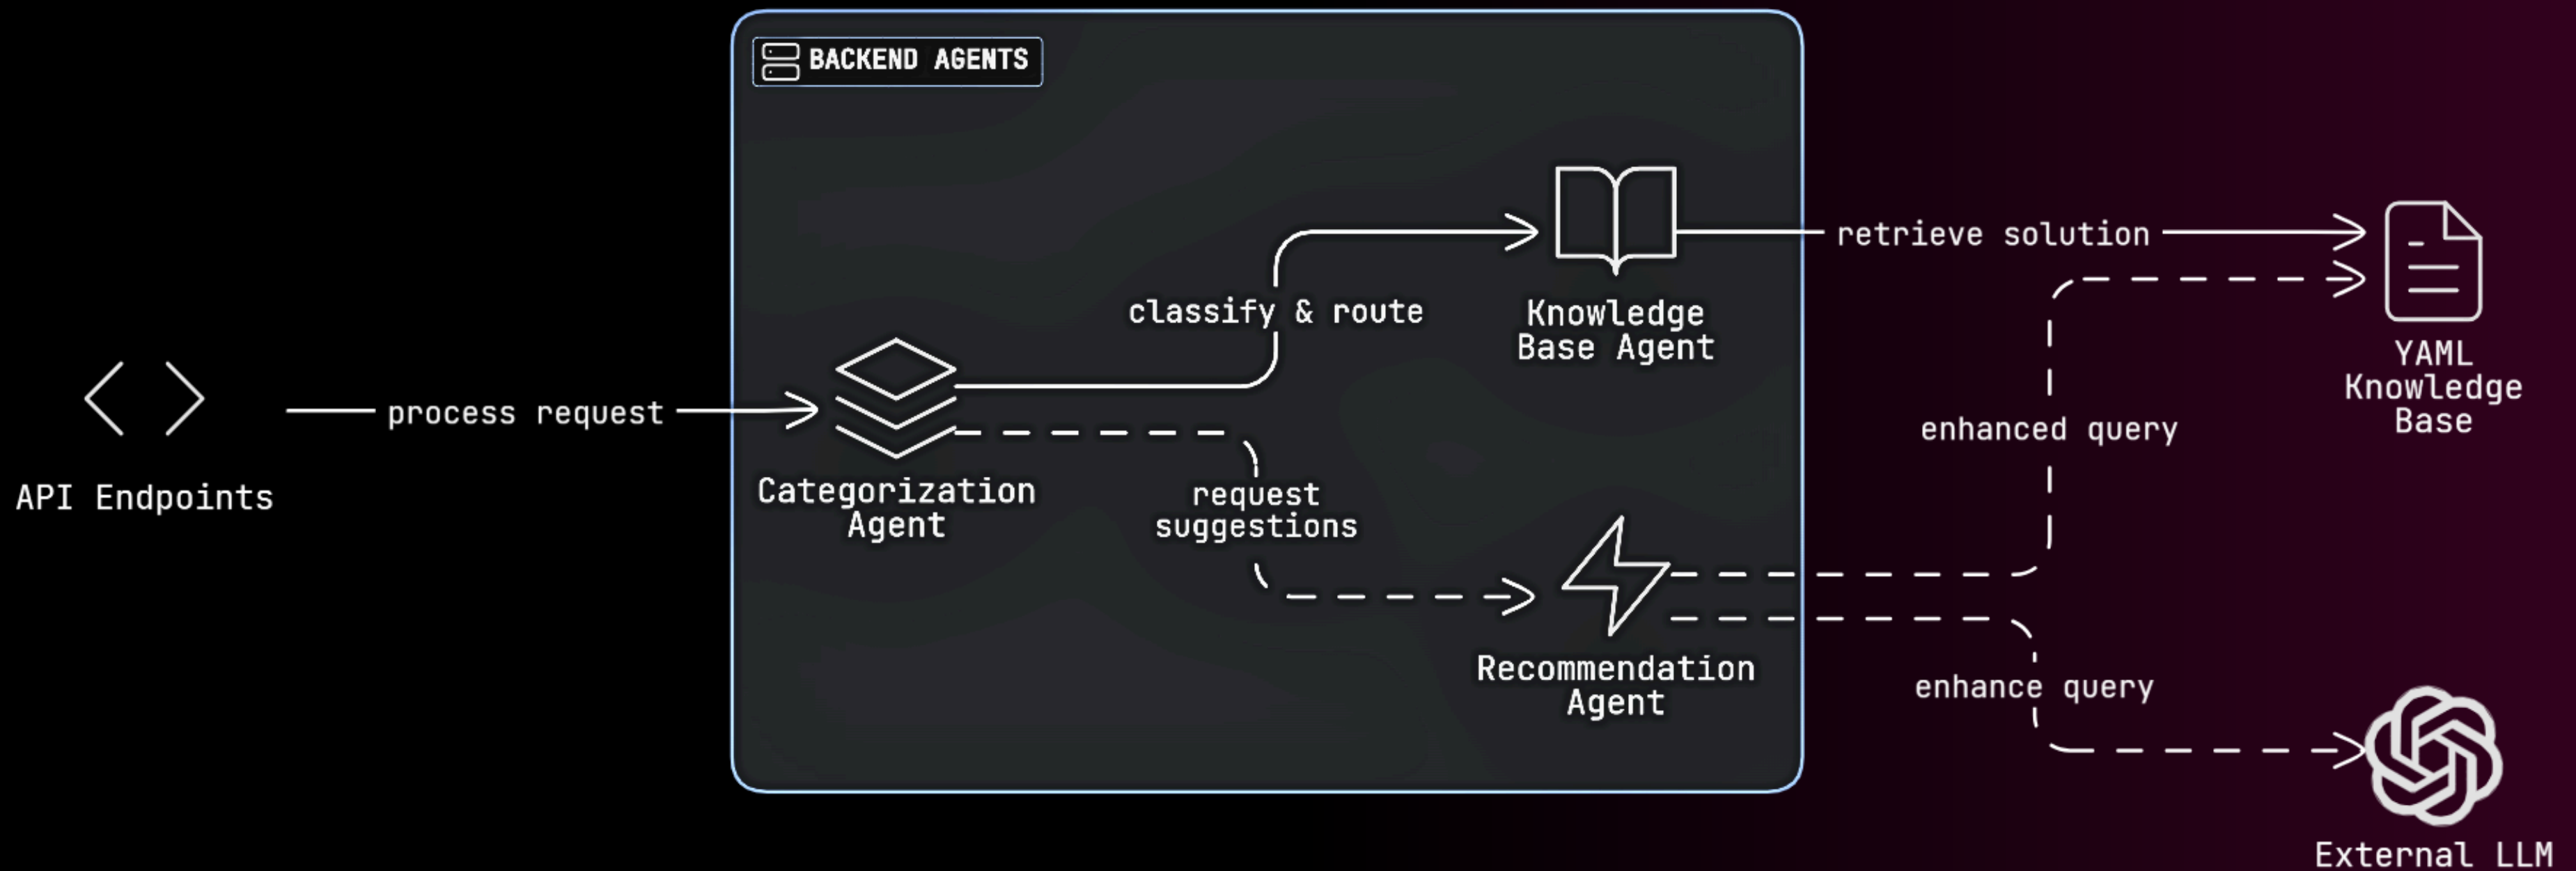 BACKEND AGENTS
retrieve solution
classify & route
Knowledge
Base Agent
YAML
Knowledge
Base
process request
enhanced query
API Endpoints
Categorization
Agent
request
suggestions
Recommendation
Agent
enhance query
External LLM